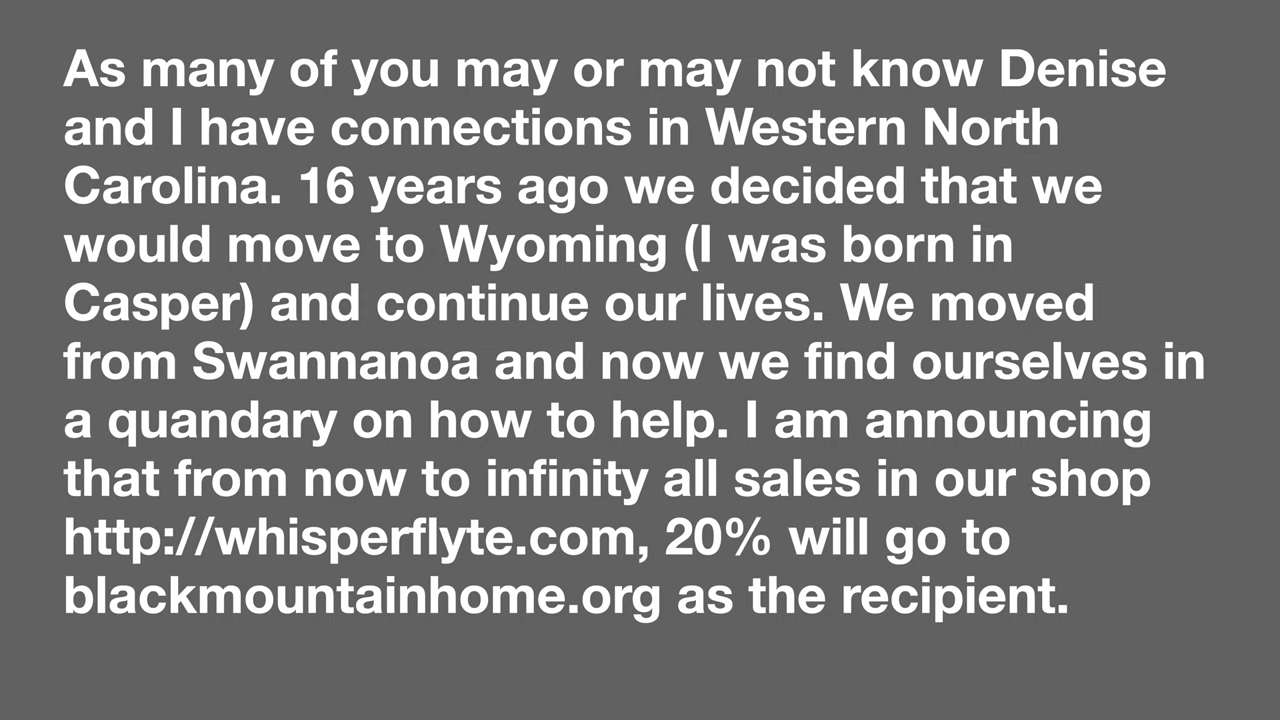 As many of you may or may not know Denise
and I have connections in Western North
Carolina. 16 years ago we decided that we
would move to Wyoming (I was born in
Casper) and continue our lives. We moved
from Swannanoa and now we find ourselves in
a quandary on how to help. I am announcing
that from now to infinity all sales in our shop
http://whisperflyte.com, 20% will go to
blackmountainhome.org as the recipient.